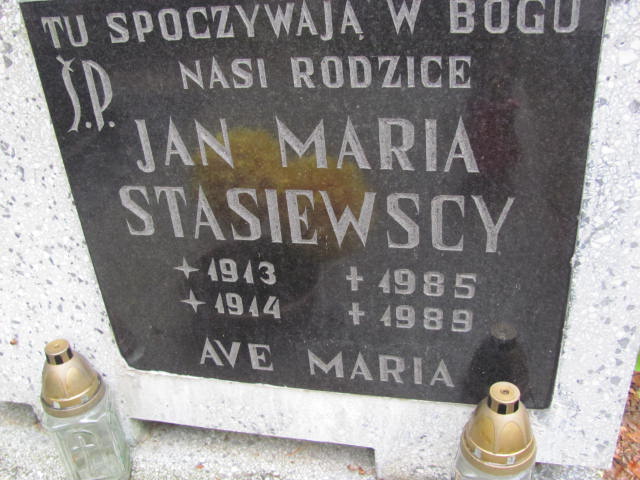 TU SPOCZYWAJĄ W BOGU
Ś.P. NASI RODZICE
JAN MARIA
STASIEWSCY
1913 † 1985
1914 † 1989
AVE MARIA